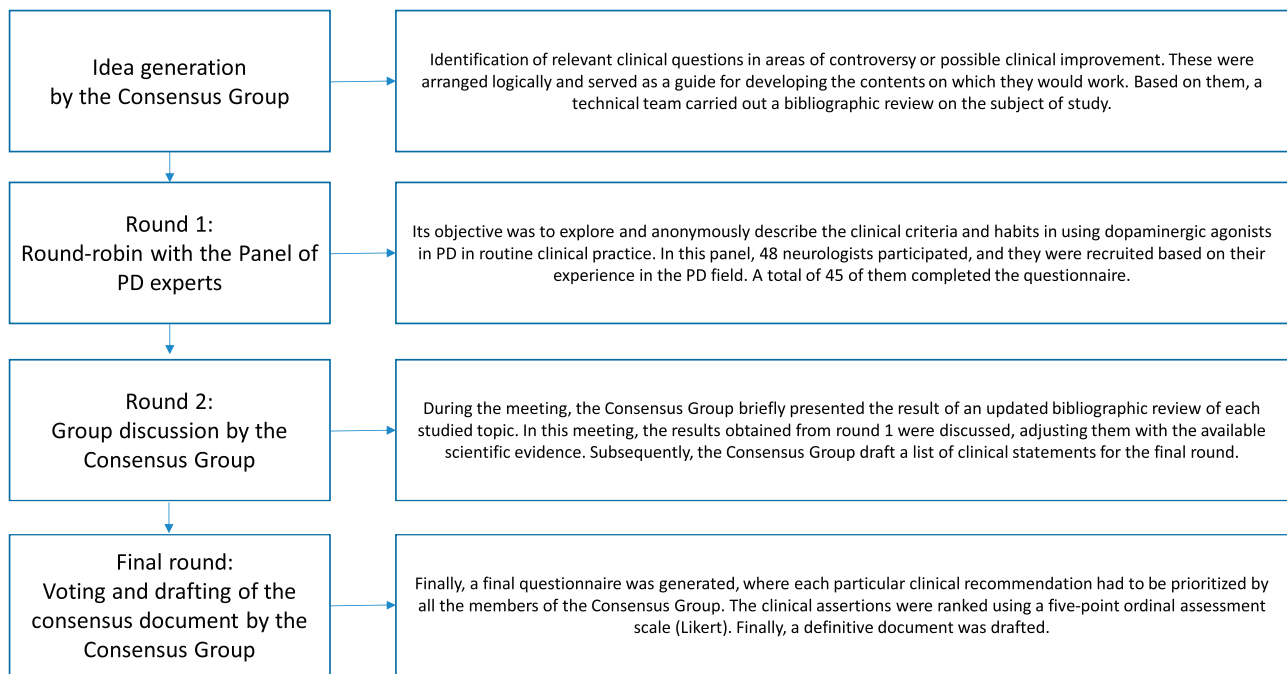 Idea generation
by the Consensus Group
Identification of relevant clinical questions in areas of controversy or possible clinical improvement. These were
arranged logically and served as a guide for developing the contents on which they would work. Based on them, a
technical team carried out a bibliographic review on the subject of study.
Round 1:
Round-robin with the Panel of
PD experts
Its objective was to explore and anonymously describe the clinical criteria and habits in using dopaminergic agonists
in PD in routine clinical practice. In this panel, 48 neurologists participated, and they were recruited based on their
experience in the PD field. A total of 45 of them completed the questionnaire.
Round 2:
Group discussion by the
Consensus Group
During the meeting, the Consensus Group briefly presented the result of an updated bibliographic review of each
studied topic. In this meeting, the results obtained from round 1 were discussed, adjusting them with the available
scientific evidence. Subsequently, the Consensus Group draft a list of clinical statements for the final round.
Final round:
Voting and drafting of the
consensus document by the
Consensus Group
Finally, a final questionnaire was generated, where each particular clinical recommendation had to be prioritized by
all the members of the Consensus Group. The clinical assertions were ranked using a five-point ordinal assessment
scale (Likert). Finally, a definitive document was drafted.